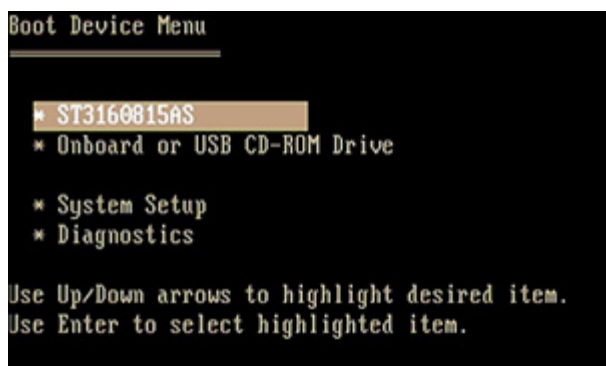 Boot Device Menu
* ST3160815AS
* Onboard or USB CD-ROM Drive
* System Setup
* Diagnostics
Use Up/Down arrows to highlight desired item.
Use Enter to select highlighted item.